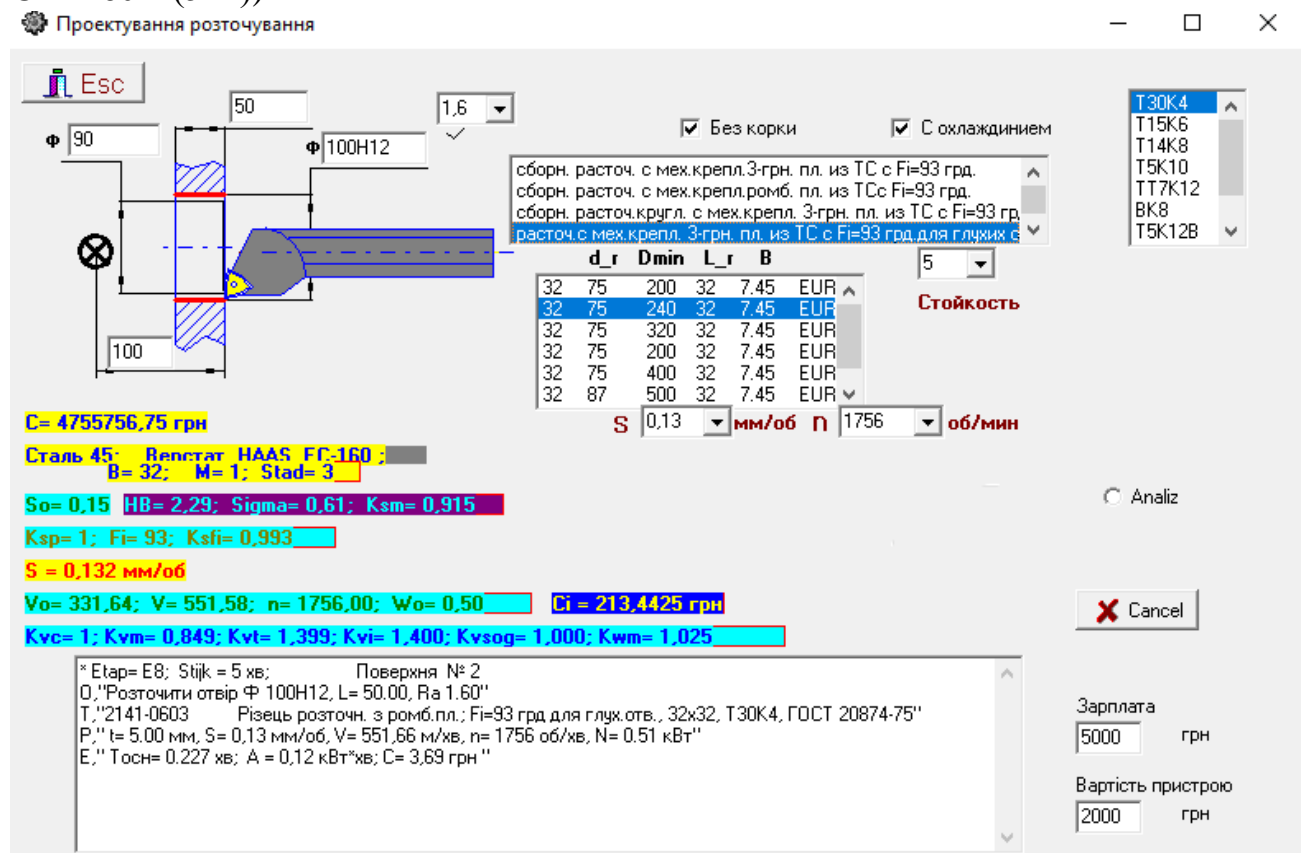 Проектування розточування
Esc
50
1,6
Ф 90
Ф 100H12
100
Без корки
С охлаждинием
T30K4
T15K6
T14K8
T5K10
TT7K12
BK8
T5K12B
сборн. расточ. с мех.крепл.3-грн. пл. из ТС с Fi=93 грд.
сборн. расточ. с мех.крепл.ромб. пл. из ТСс Fi=93 грд.
сборн. расточ.кругл. с мех.крепл. 3-грн. пл. из ТС с Fi=93 гр
расточ.с мех.крепл. 3-грн. пл. из ТС с Fi=93 грд.для глухих с
d_r Dmin L_r B
32 75 200 32 7.45 EUR
32 75 240 32 7.45 EUR
32 75 320 32 7.45 EUR
32 75 200 32 7.45 EUR
32 75 400 32 7.45 EUR
32 87 500 32 7.45 EUR
5
Стойкость
S 0,13 мм/об n 1756 об/мин
C= 4755756,75 грн
Сталь 45; Верстат HAAS EC-160 ;
B= 32; M= 1; Stad= 3
So= 0,15 HB= 2,29; Sigma= 0,61; Ksm= 0,915
Ksp= 1; Fi= 93; Ksfi= 0,993
S = 0,132 мм/об
Vo= 331,64; V= 551,58; n= 1756,00; Wo= 0,50 Ci = 213,4425 грн
Kvc= 1; Kvm= 0,849; Kvt= 1,399; Kvi= 1,400; Kvsog= 1,000; Kwm= 1,025
Analiz
Cancel
* Etap= E8; Stijk = 5 хв; Поверхня № 2
О,"Розточити отвір Ф 100H12, L= 50.00, Ra 1.60"
Т,"2141-0603 Різець розточн. з ромб.пл.; Fi=93 грд для глух.отв., 32x32, T30K4, ГОСТ 20874-75"
Р," t= 5.00 мм, S= 0,13 мм/об, V= 551,66 м/хв, n= 1756 об/хв, N= 0.51 кВт"
Е," Тосн= 0.227 хв; А = 0,12 кВт*хв; С= 3,69 грн "
Зарплата
5000 грн
Вартість пристрою
2000 грн